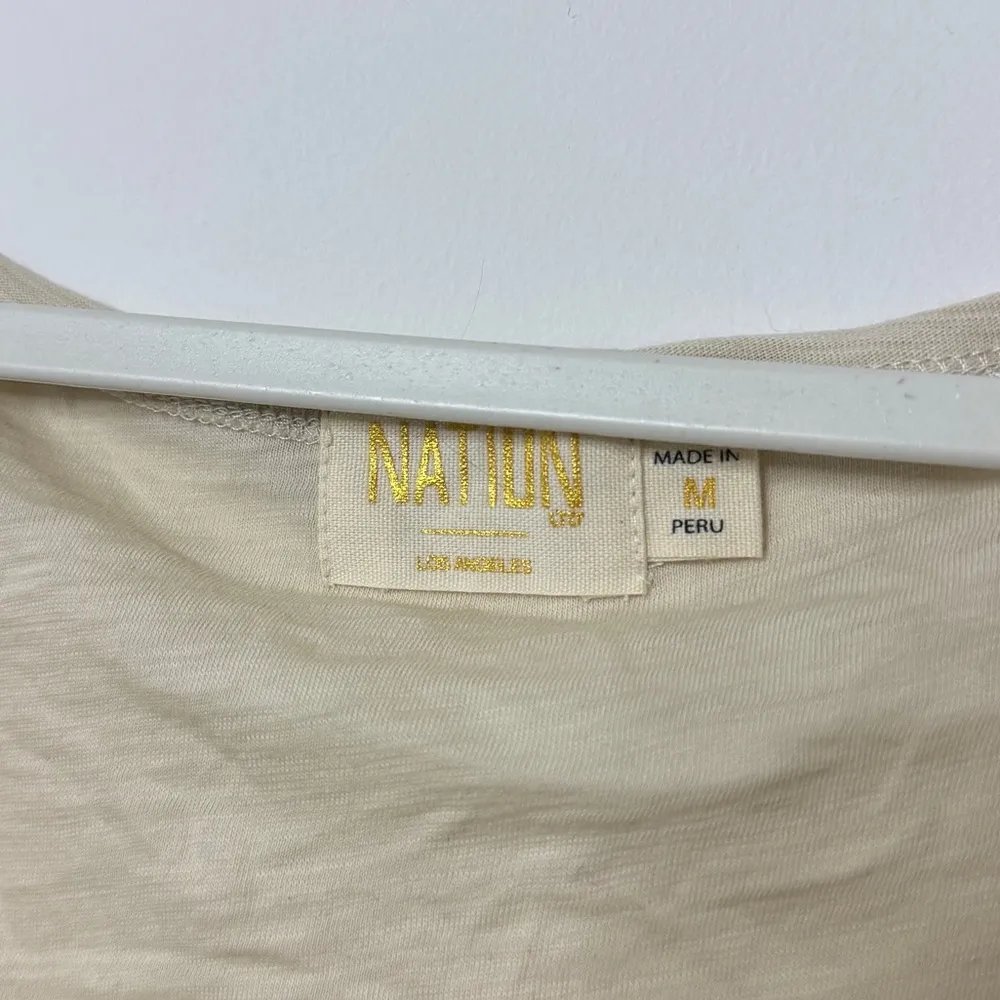 NATION
LTD
LOS ANGELES
MADE IN
M
PERU